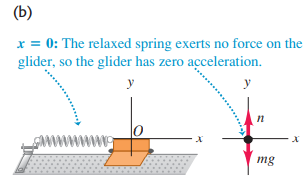 (b)
x = 0: The relaxed spring exerts no force on the
glider, so the glider has zero acceleration.
y
y
n
O
x
x
mg